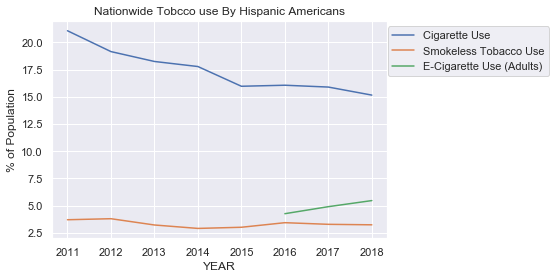 Nationwide Tobcco use By Hispanic Americans
Cigarette Use
Smokeless Tobacco Use
E-Cigarette Use (Adults)
% of Population
20.0
17.5
15.0
12.5
10.0
7.5
5.0
2.5
2011 2012 2013 2014 2015 2016 2017 2018
YEAR